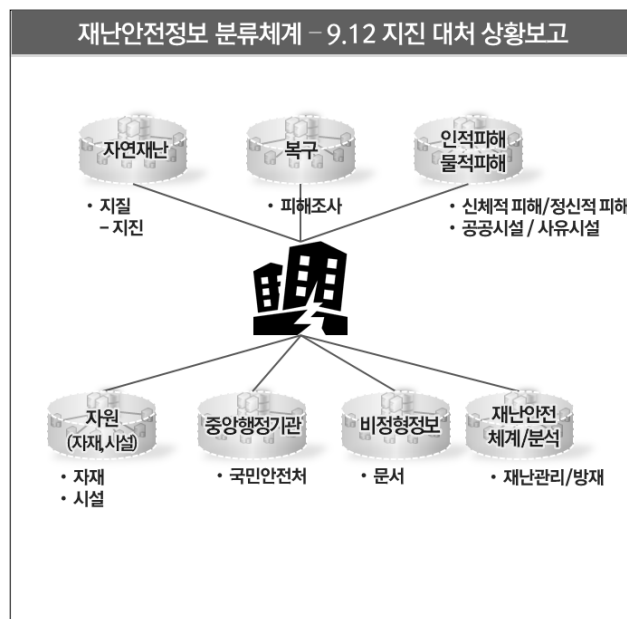 재난안전정보 분류체계 – 9.12 지진 대처 상황보고
자연재난
복구
인적피해
물적피해
• 지질
– 지진
• 피해조사
• 신체적 피해/정신적 피해
• 공공시설 / 사유시설
자원
(자재,시설)
중앙행정기관
비정형정보
재난안전
체계/분석
• 자재
• 시설
• 국민안전처
• 문서
• 재난관리/방재